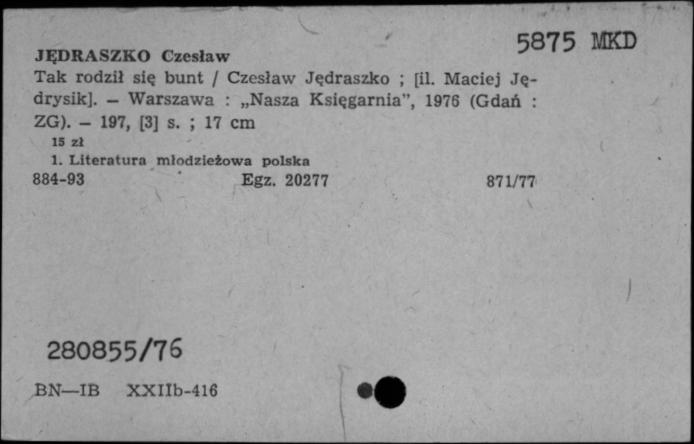 5875 MKD
JĘDRASZKO Czesław
Tak rodził się bunt / Czesław Jędraszko ; [il. Maciej Ję-
drysik]. — Warszawa : „Nasza Księgarnia”, 1976 (Gdań :
ZG). — 197, [3] s. ; 17 cm
15 zł
1. Literatura młodzieżowa polska
884-93 Egz. 20277 871/77
280855/76
BN—IB XXIIb-416